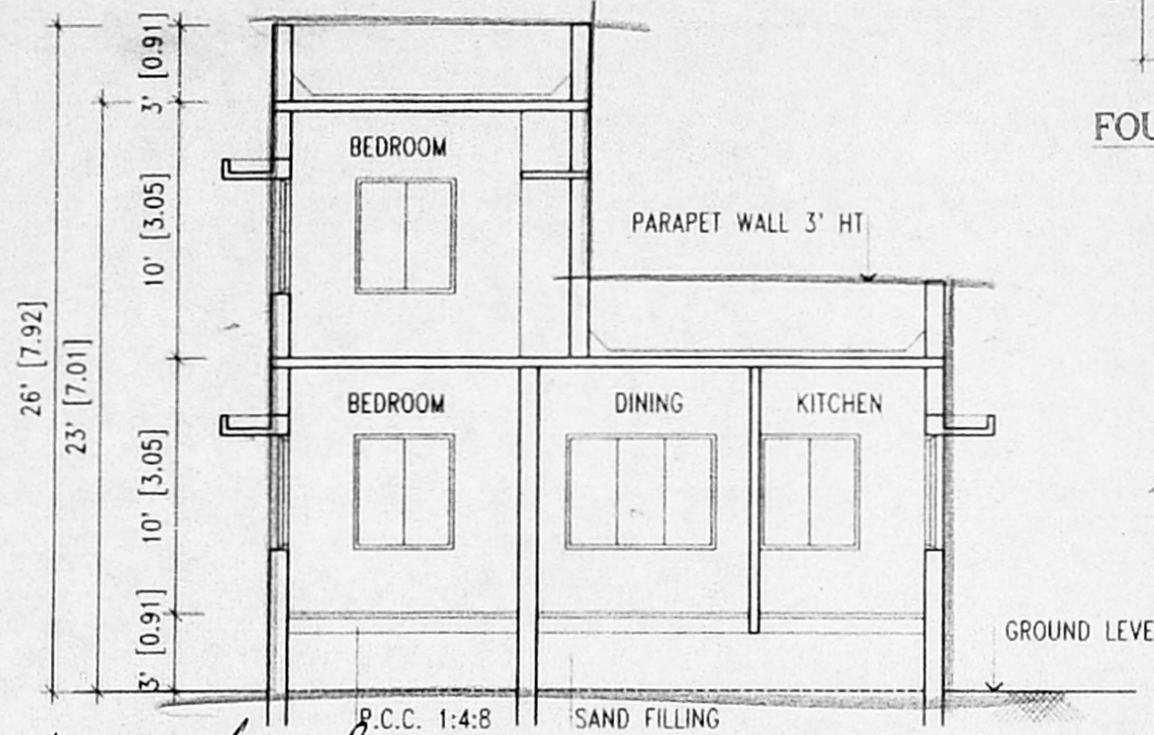 3' [0.91]
10' [3.05]
26' [7.92]
23' [7.01]
10' [3.05]
3' [0.91]
BEDROOM
PARAPET WALL 3' HT
FOU
BEDROOM
DINING
KITCHEN
GROUND LEVE
P.C.C. 1:4:8
SAND FILLING